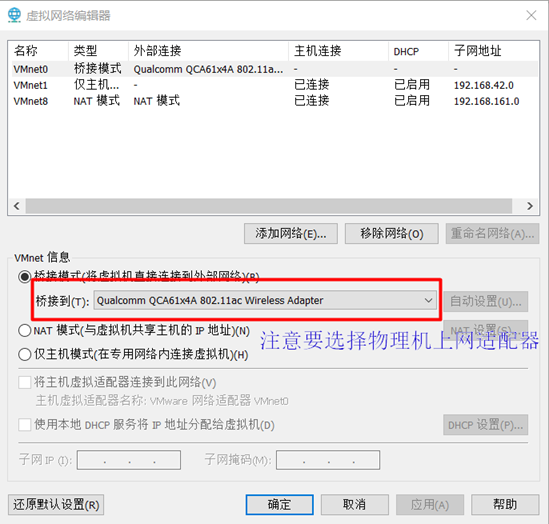 虚拟网络编辑器
名称 类型 外部连接 主机连接 DHCP 子网地址
VMnet0 桥接模式 Qualcomm QCA61x4A 802.11a... - - -
VMnet1 仅主机... - 已连接 已启用 192.168.42.0
VMnet8 NAT 模式 NAT 模式 已连接 已启用 192.168.161.0
添加网络(E)... 移除网络(O) 重命名网络(A)...
VMnet 信息
桥接模式(将虚拟机直接连接到外部网络)(B)
桥接到(T): Qualcomm QCA61x4A 802.11ac Wireless Adapter 自动设置(U)...
NAT 模式(与虚拟机共享主机的 IP 地址)(N) NAT 设置(S)...
注意要选择物理机上网适配器
仅主机模式(在专用网络内连接虚拟机)(H)
将主机虚拟适配器连接到此网络(V)
主机虚拟适配器名称: VMware 网络适配器 VMnet0
使用本地 DHCP 服务将 IP 地址分配给虚拟机(D) DHCP 设置(P)...
子网 IP (I): . . . 子网掩码(M): . . .
还原默认设置(R) 确定 取消 应用(A) 帮助